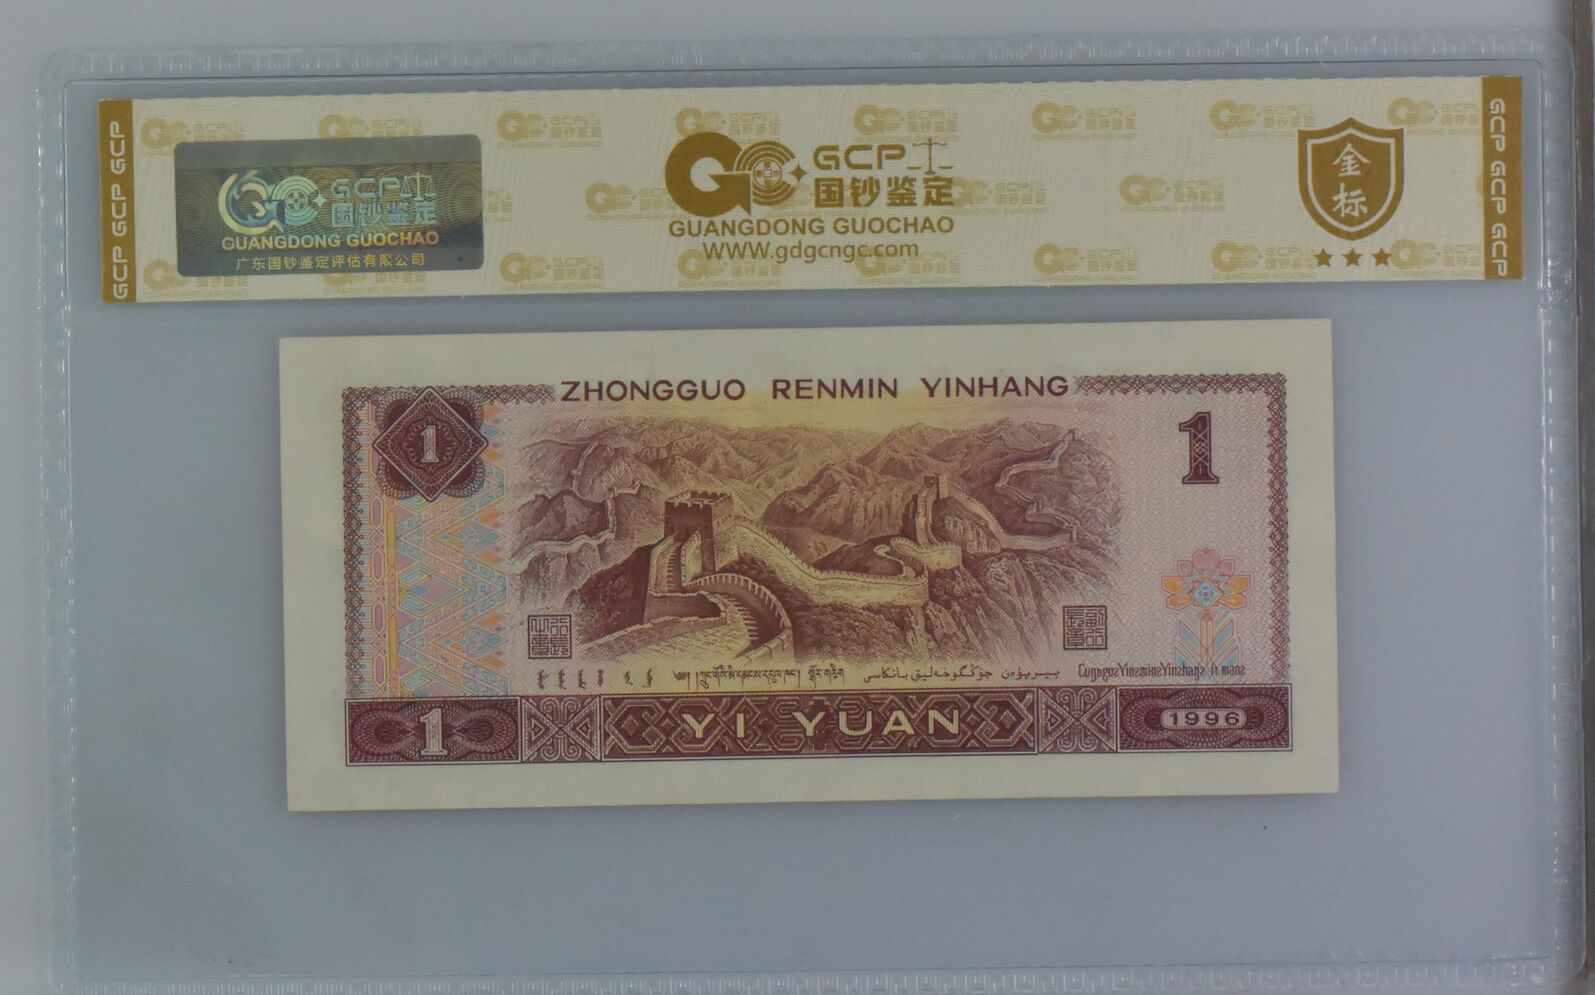 GCP GCP GCP
GCP
国钞鉴定
GUANGDONG GUOCHAO
广东国钞鉴定评估有限公司
GCP
国钞鉴定
GUANGDONG GUOCHAO
WWW.gdgcngc.com
金
标
GCP GCP GCP
ZHONGGUO RENMIN YINHANG
1
1
1
YI YUAN
1996